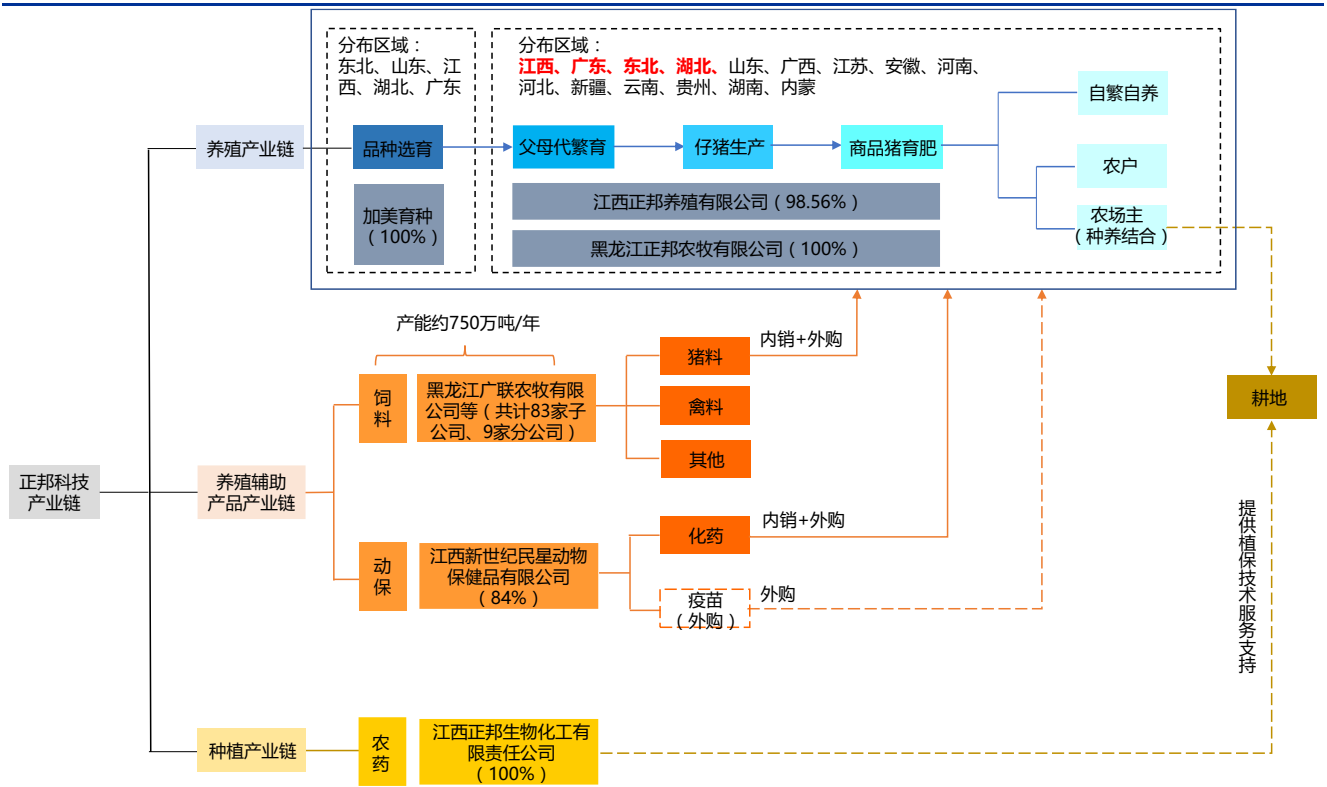 分布区域：
东北、山东、江
西、湖北、广东
分布区域：
江西、广东、东北、湖北、山东、广西、江苏、安徽、河南、
河北、新疆、云南、贵州、湖南、内蒙
养殖产业链
品种选育
父母代繁育
仔猪生产
商品猪育肥
自繁自养
农户
农场主
（种养结合）
加美育种
（100%）
江西正邦养殖有限公司（98.56%）
黑龙江正邦农牧有限公司（100%）
产能约750万吨/年
饲
料
黑龙江广联农牧有限
公司等（共计83家子
公司、9家分公司）
猪料
内销+外购
禽料
其他
耕地
正邦科技
产业链
养殖辅助
产品产业链
动
保
江西新世纪民星动物
保健品有限公司
（84%）
化药
内销+外购
疫苗
（外购）
外购
提供植保技术服务支持
种植产业链
农
药
江西正邦生物化工有
限责任公司
（100%）